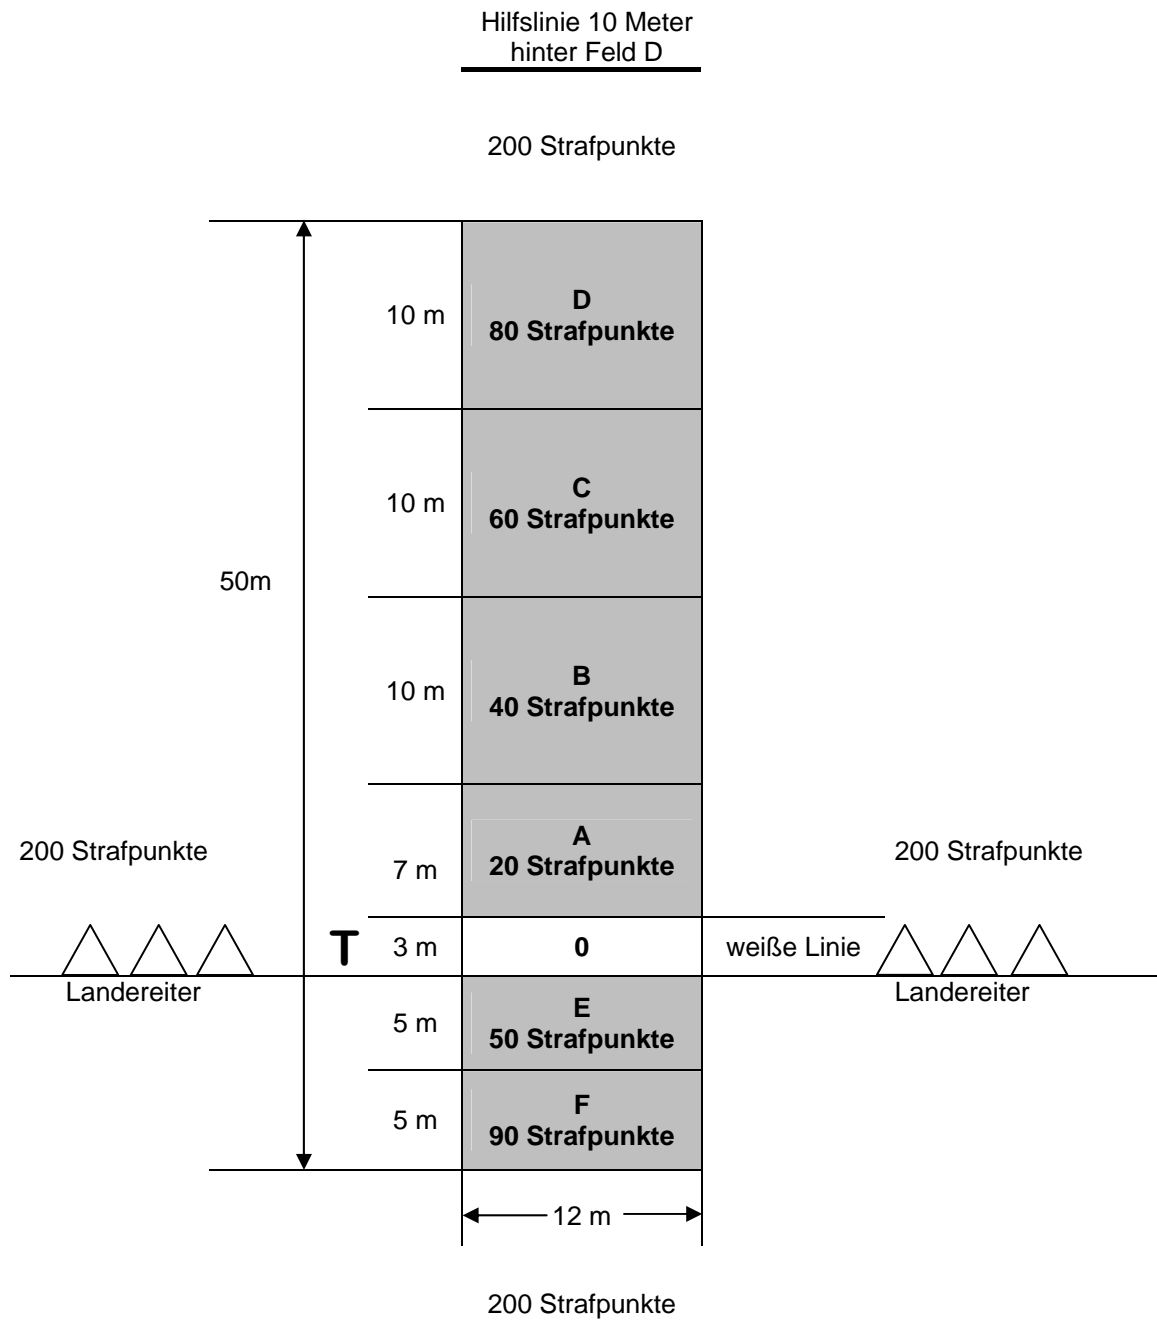 Hilfslinie 10 Meter
hinter Feld D
200 Strafpunkte
10 m
D
80 Strafpunkte
10 m
C
60 Strafpunkte
50m
10 m
B
40 Strafpunkte
200 Strafpunkte
7 m
A
20 Strafpunkte
200 Strafpunkte
T
3 m
0
weiße Linie
Landereiter
Landereiter
5 m
E
50 Strafpunkte
5 m
F
90 Strafpunkte
12 m
200 Strafpunkte